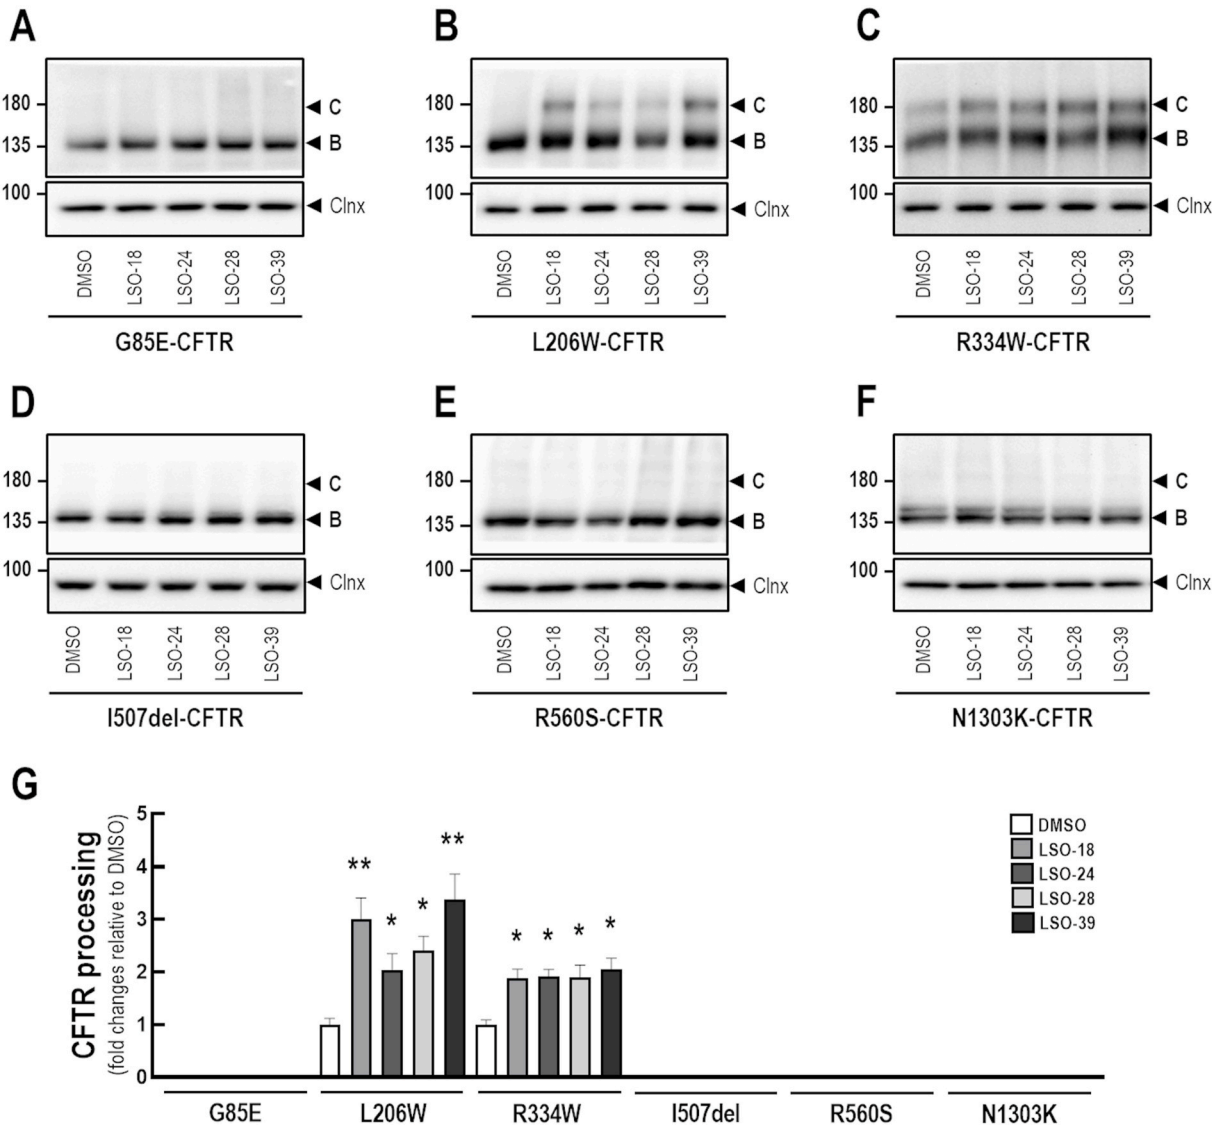 A
B
C
180
C
135
B
100
Clnx
DMSO
LSO-18
LSO-24
LSO-28
LSO-39
G85E-CFTR
180
C
135
B
100
Clnx
DMSO
LSO-18
LSO-24
LSO-28
LSO-39
L206W-CFTR
180
C
135
B
100
Clnx
DMSO
LSO-18
LSO-24
LSO-28
LSO-39
R334W-CFTR
D
E
F
180
C
135
B
100
Clnx
DMSO
LSO-18
LSO-24
LSO-28
LSO-39
I507del-CFTR
180
C
135
B
100
Clnx
DMSO
LSO-18
LSO-24
LSO-28
LSO-39
R560S-CFTR
180
C
135
B
100
Clnx
DMSO
LSO-18
LSO-24
LSO-28
LSO-39
N1303K-CFTR
G
CFTR processing
(fold changes relative to DMSO)
5
4
3
2
1
0
** * * **
* * * *
DMSO
LSO-18
LSO-24
LSO-28
LSO-39
G85E L206W R334W I507del R560S N1303K